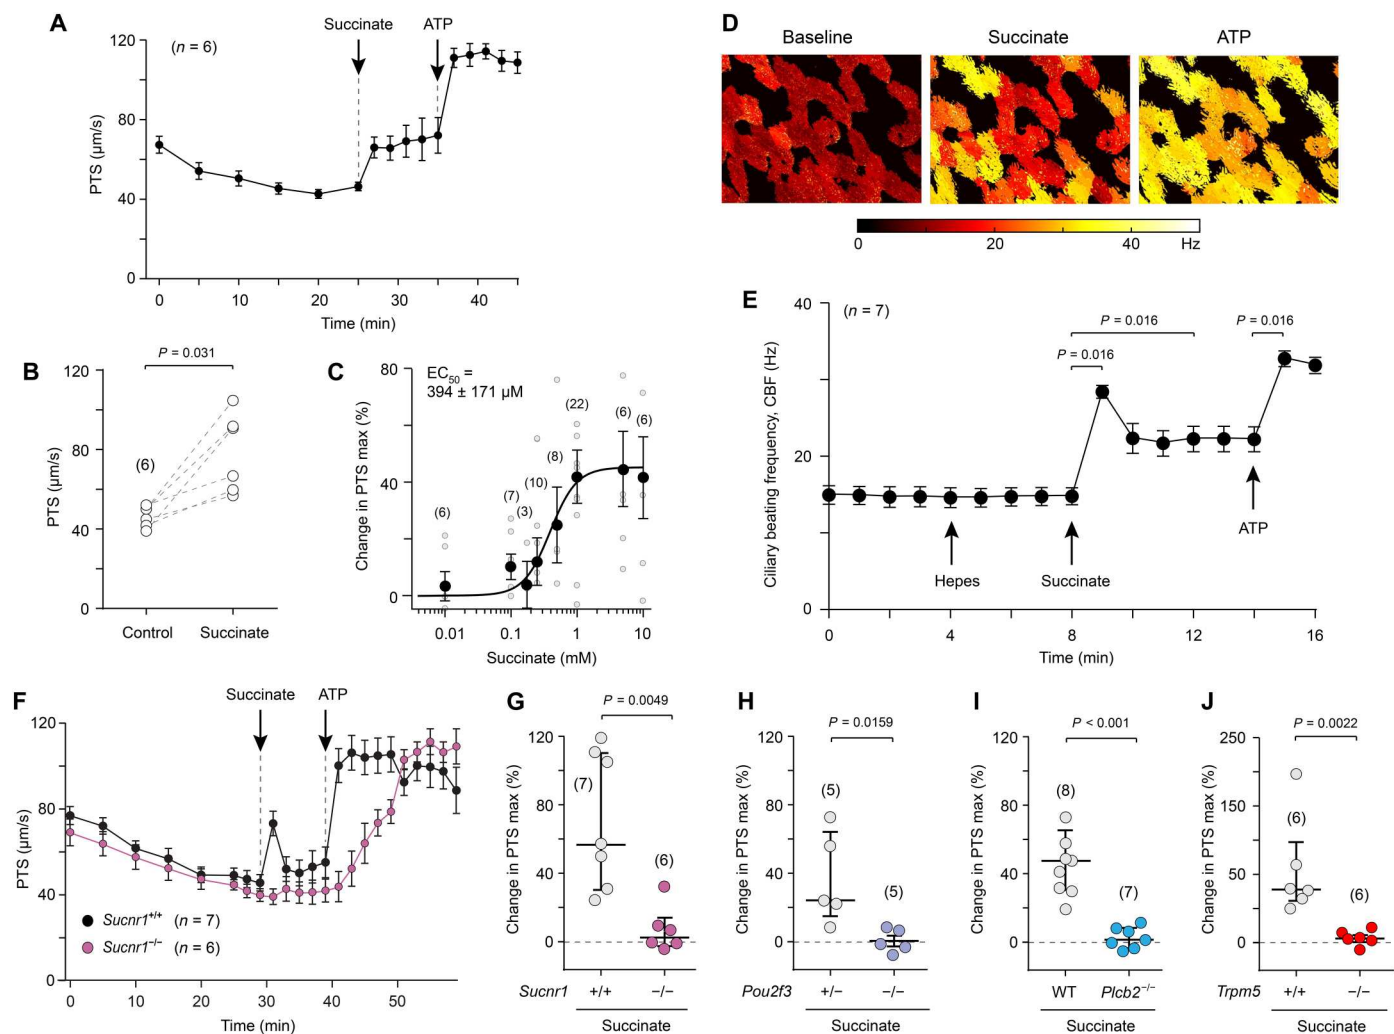 A
Succinate
ATP
(n = 6)
120
80
40
0
PTS (µm/s)
0
10
20
30
40
Time (min)
B
P = 0.031
120
80
40
0
PTS (µm/s)
(6)
Control
Succinate
C
EC50 =
394 ± 171 µM
80
40
0
Change in PTS max (%)
(6)
(7)
(3)
(10)
(8)
(22)
(6)
(6)
0.01
0.1
1
10
Succinate (mM)
D
Baseline
Succinate
ATP
0
20
40
Hz
E
(n = 7)
40
20
0
Ciliary beating frequency, CBF (Hz)
P = 0.016
P = 0.016
P = 0.016
Hepes
Succinate
ATP
0
4
8
12
16
Time (min)
F
Succinate
ATP
120
80
40
0
PTS (µm/s)
Sucnr1+/+ (n = 7)
Sucnr1−/− (n = 6)
0
10
20
30
40
50
Time (min)
G
P = 0.0049
120
80
40
0
Change in PTS max (%)
(7)
(6)
Sucnr1
+/+
−/−
Succinate
H
P = 0.0159
120
80
40
0
Change in PTS max (%)
(5)
(5)
Pou2f3
+/−
−/−
Succinate
I
P < 0.001
120
80
40
0
Change in PTS max (%)
(8)
(7)
WT
Plcb2−/−
Succinate
J
P = 0.0022
250
150
50
0
Change in PTS max (%)
(6)
(6)
Trpm5
+/+
−/−
Succinate